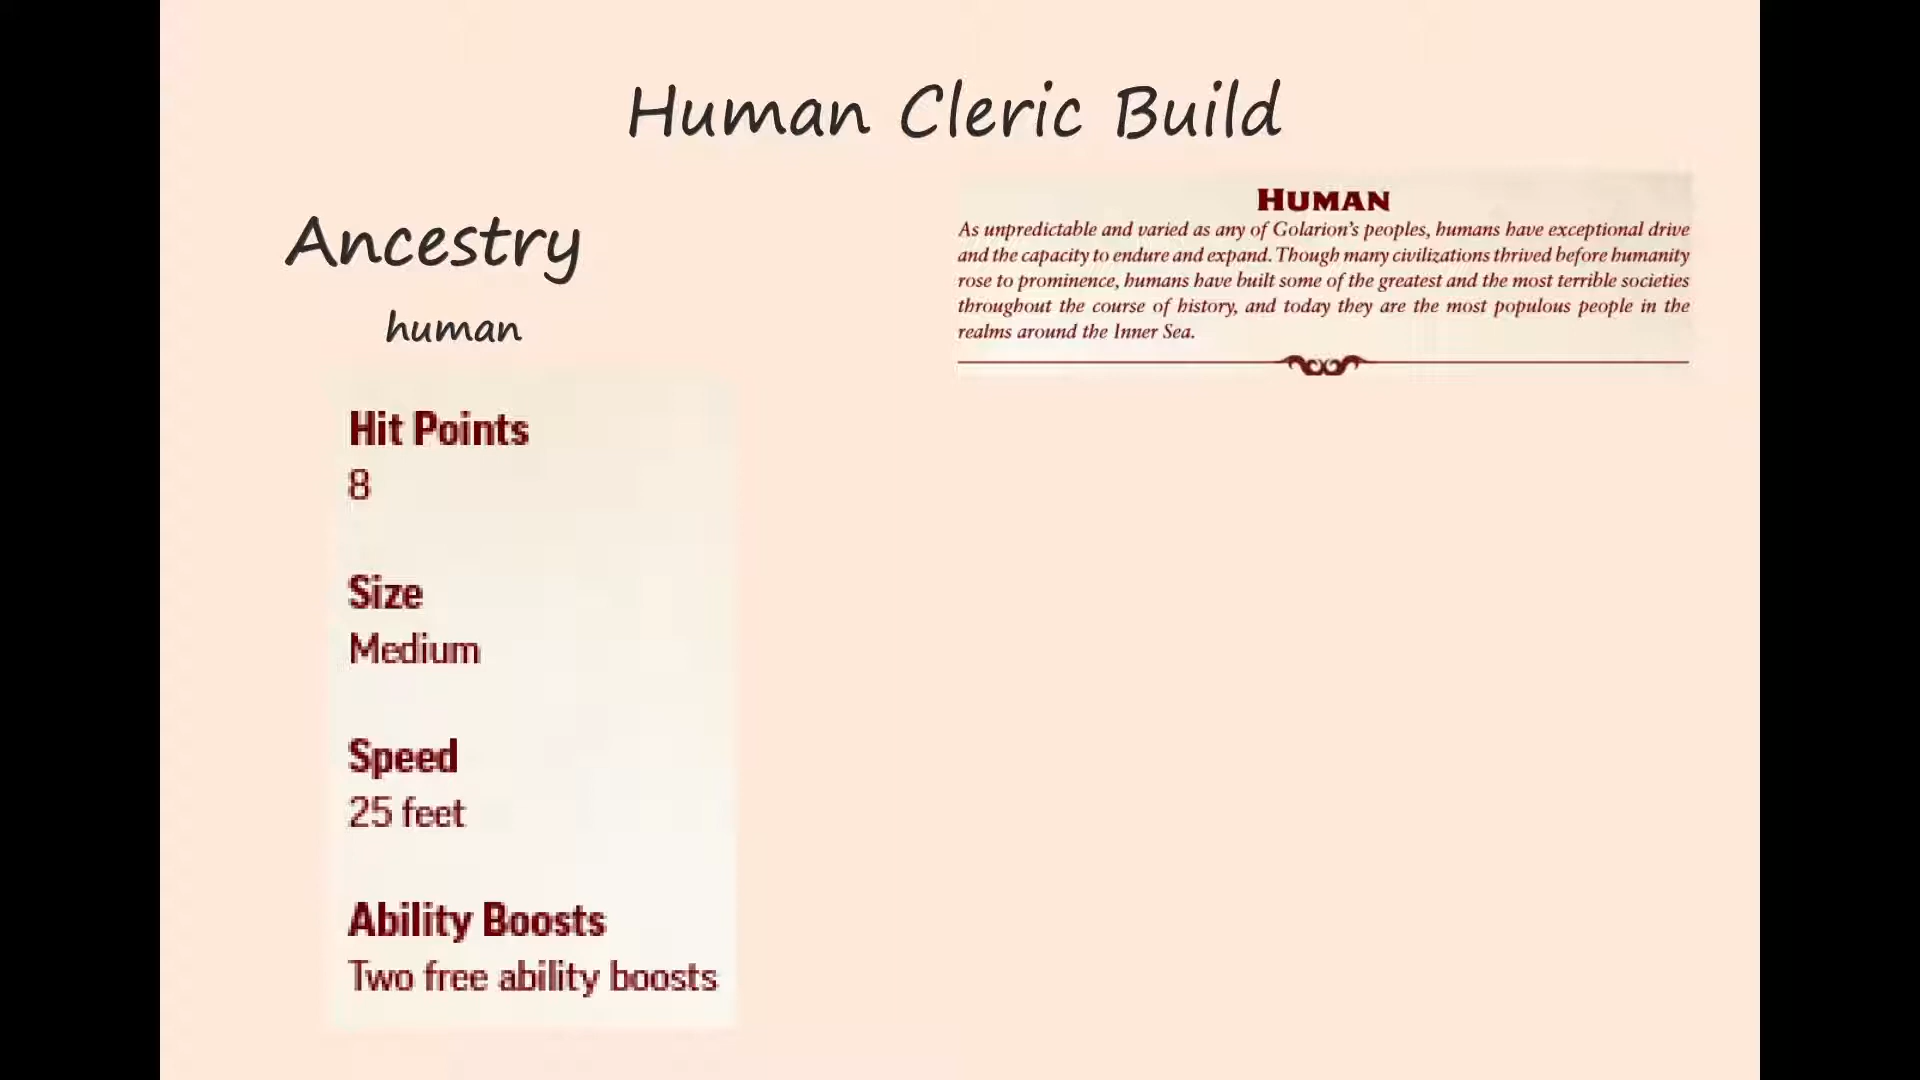 Human Cleric Build
Ancestry
human
Hit Points
8
Size
Medium
Speed
25 feet
Ability Boosts
Two free ability boosts
HUMAN
As unpredictable and varied as any of Golarion's peoples, humans have exceptional drive
and the capacity to endure and expand. Though many civilizations thrived before humanity
rose to prominence, humans have built some of the greatest and the most terrible societies
throughout the course of history, and today they are the most populous people in the
realms around the Inner Sea.